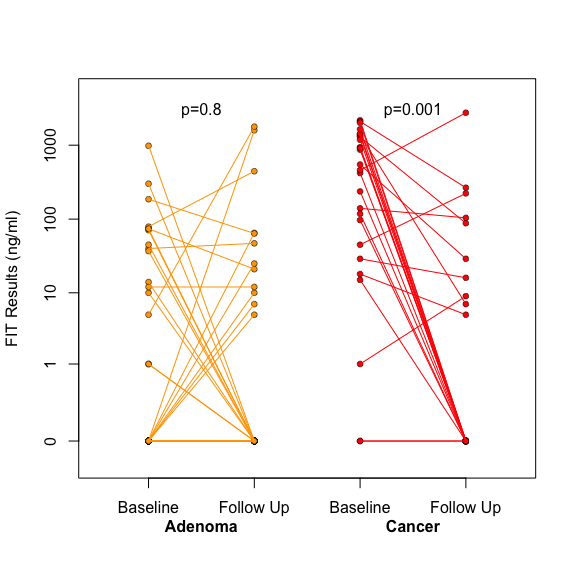 p=0.8
p=0.001
FIT Results (ng/ml)
1000
100
10
1
0
Baseline
Follow Up
Baseline
Follow Up
Adenoma
Cancer